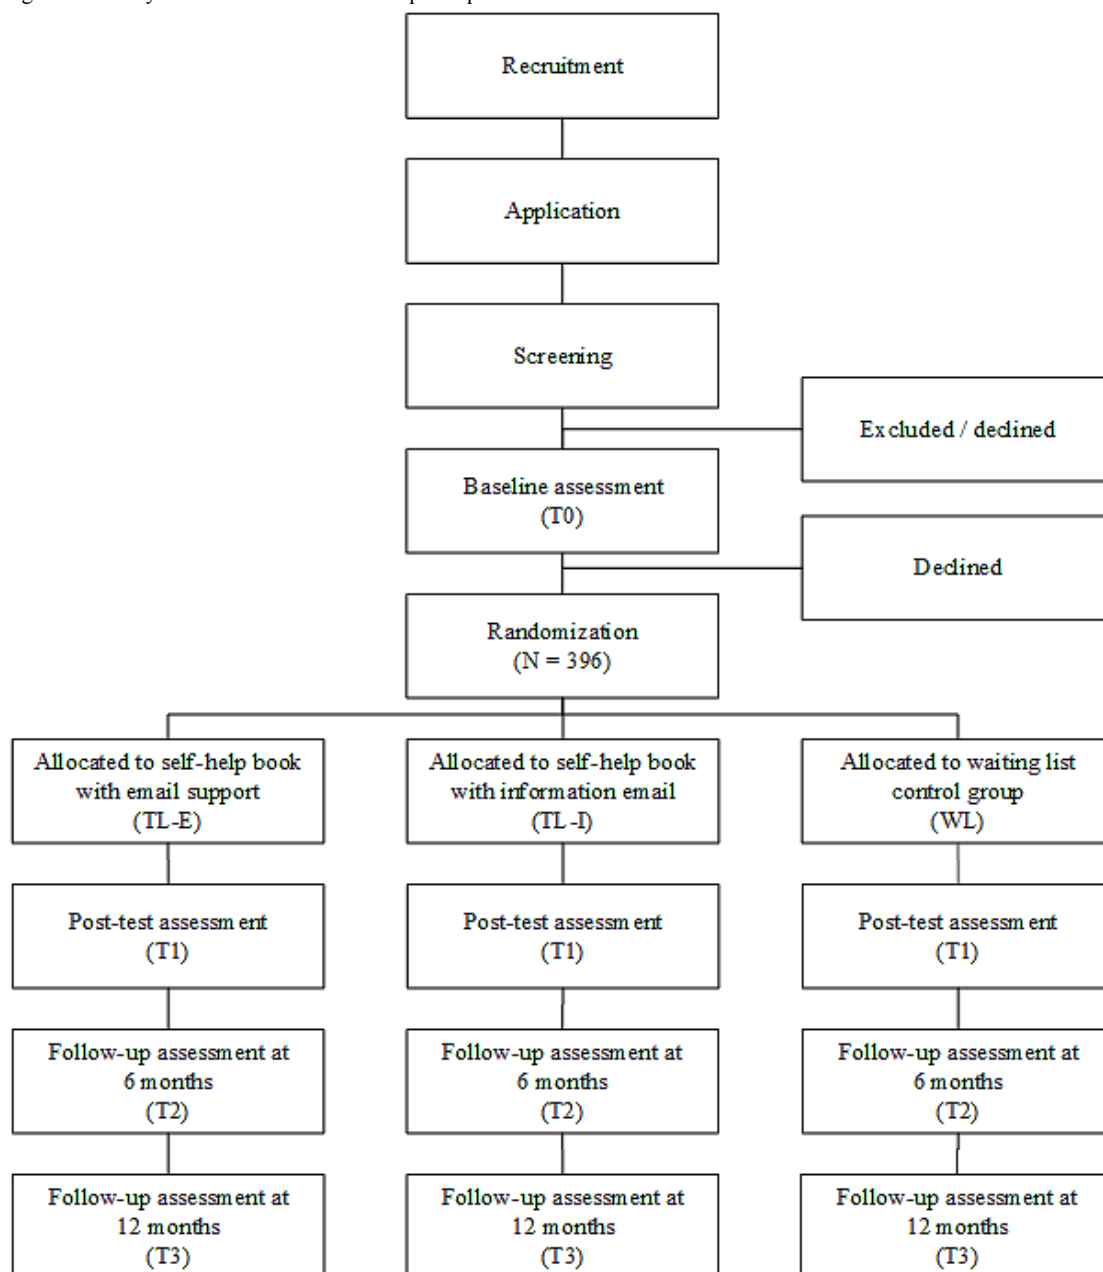 Recruitment
Application
Screening
Excluded / declined
Baseline assessment
(T0)
Declined
Randomization
(N = 396)
Allocated to self-help book
with email support
(TL-E)
Allocated to self-help book
with information email
(TL-I)
Allocated to waiting list
control group
(WL)
Post-test assessment
(T1)
Post-test assessment
(T1)
Post-test assessment
(T1)
Follow-up assessment at
6 months
(T2)
Follow-up assessment at
6 months
(T2)
Follow-up assessment at
6 months
(T2)
Follow-up assessment at
12 months
(T3)
Follow-up assessment at
12 months
(T3)
Follow-up assessment at
12 months
(T3)